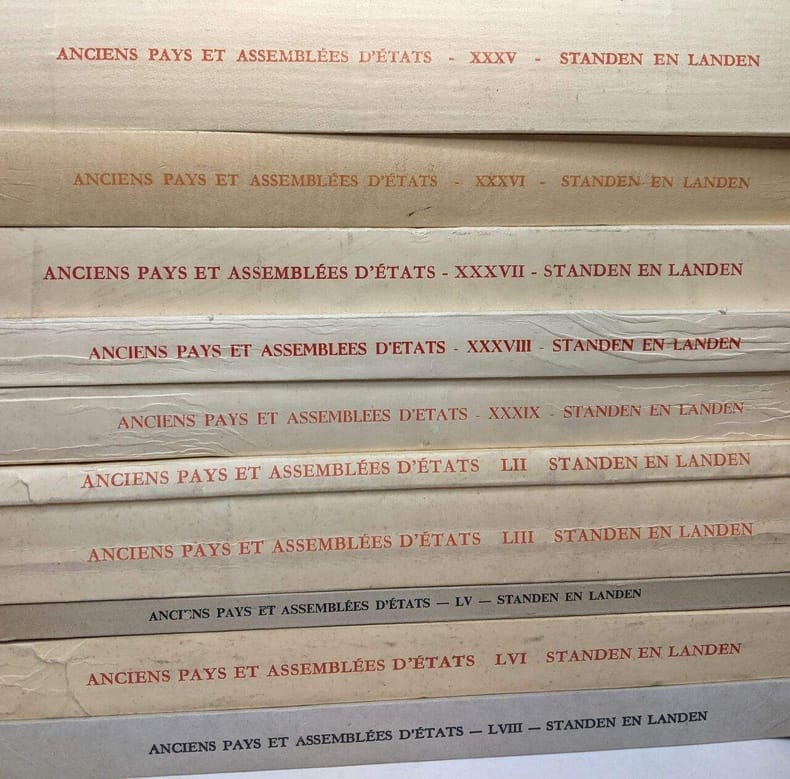 ANCIENS PAYS ET ASSEMBLÉES D'ÉTATS - XXXV - STANDEN EN LANDEN
ANCIENS PAYS ET ASSEMBLÉES D'ÉTATS - XXXVI - STANDEN EN LANDEN
ANCIENS PAYS ET ASSEMBLÉES D'ÉTATS - XXXVII - STANDEN EN LANDEN
ANCIENS PAYS ET ASSEMBLEES D'ETATS - XXXVIII - STANDEN EN LANDEN
ANCIENS PAYS ET ASSEMBLEES D'ETATS - XXXIX - STANDEN EN LANDEN
ANCIENS PAYS ET ASSEMBLÉES D'ÉTATS LII STANDEN EN LANDEN
ANCIENS PAYS ET ASSEMBLÉES D'ÉTATS LIII STANDEN EN LANDEN
ANCIENS PAYS ET ASSEMBLÉES D'ÉTATS — LV — STANDEN EN LANDEN
ANCIENS PAYS ET ASSEMBLÉES D'ÉTATS LVI STANDEN EN LANDEN
ANCIENS PAYS ET ASSEMBLÉES D'ÉTATS — LVIII — STANDEN EN LANDEN